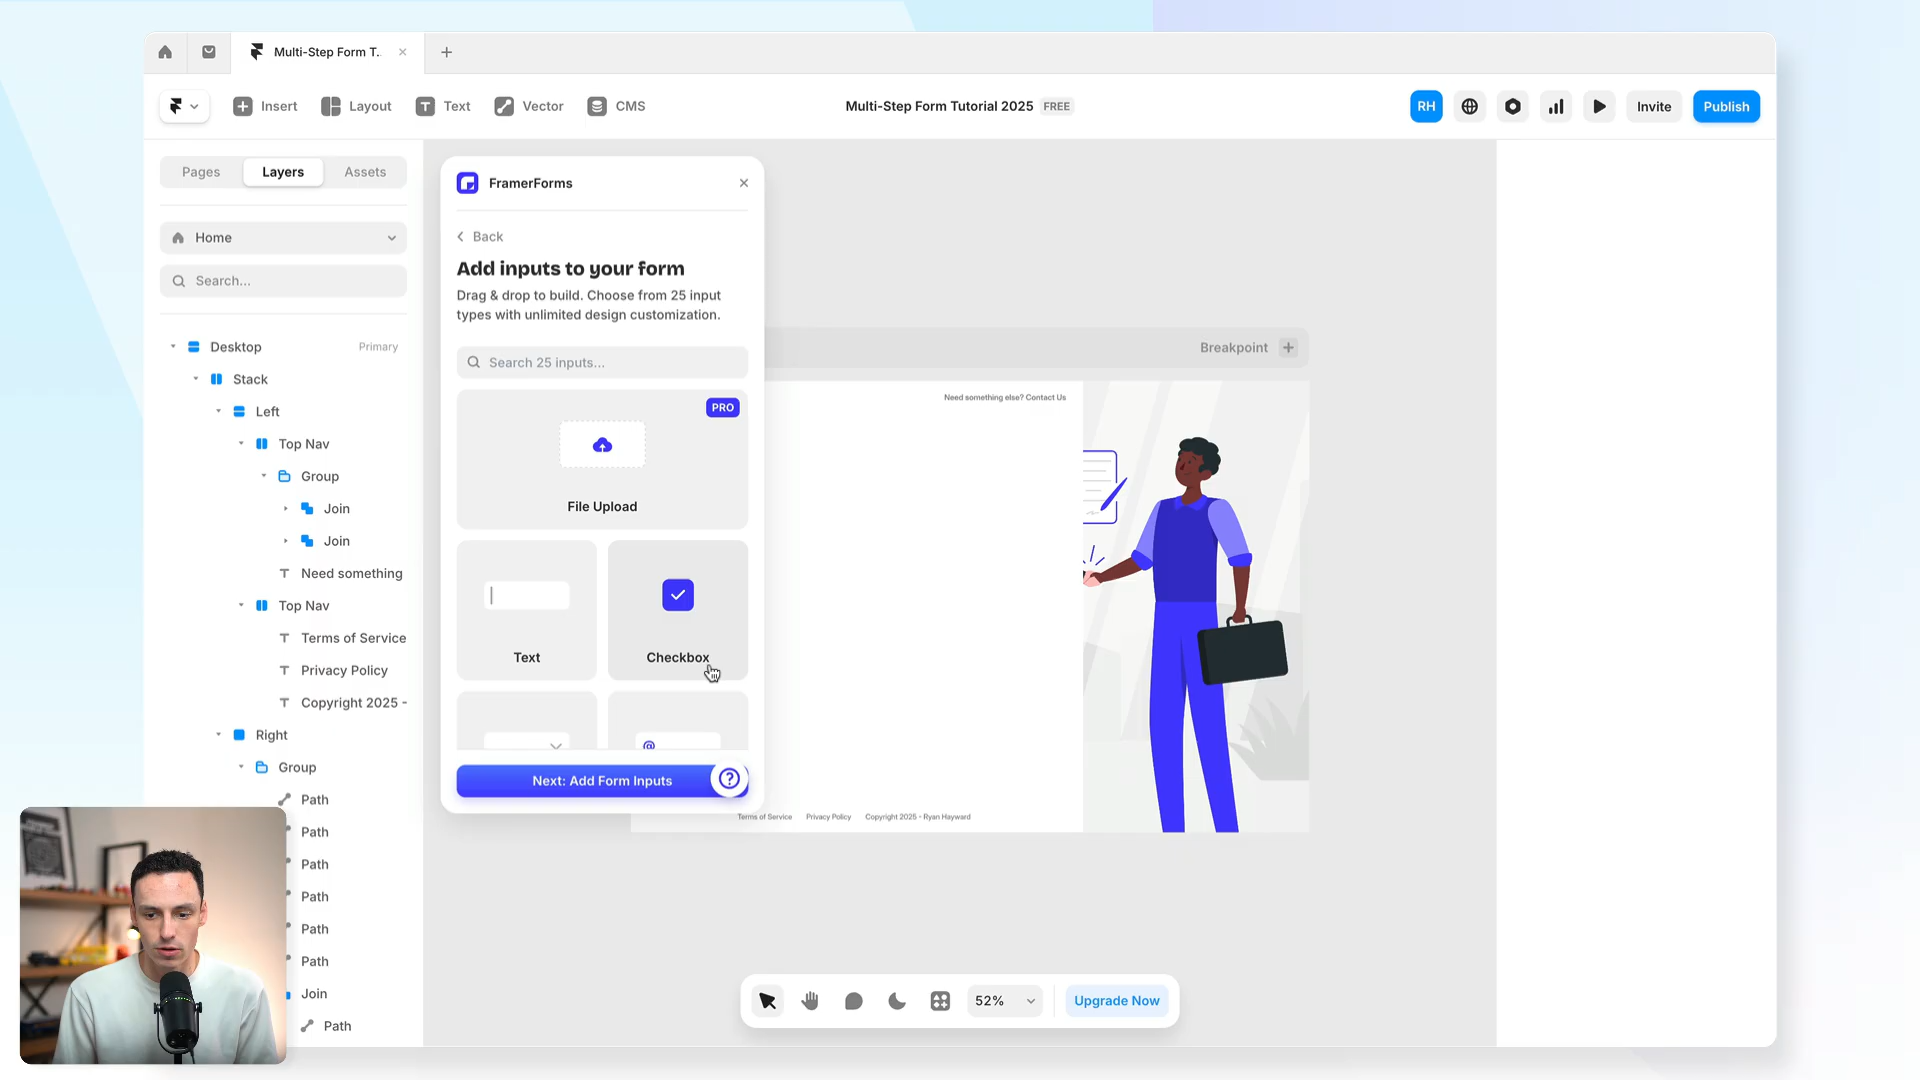 Multi-Step Form T..
Insert
Layout
Text
Vector
CMS
Multi-Step Form Tutorial 2025 FREE
RH
Invite
Publish
Pages
Layers
Assets
Home
Search...
Desktop
Primary
Stack
Left
Top Nav
Group
Join
Join
Need something
Top Nav
Terms of Service
Privacy Policy
Copyright 2025 -
Right
Group
Path
Path
Path
Path
Path
Path
Join
Path
FramerForms
Back
Add inputs to your form
Drag & drop to build. Choose from 25 input
types with unlimited design customization.
Search 25 inputs...
PRO
File Upload
Text
Checkbox
@
Next: Add Form Inputs
?
Breakpoint
Need something else? Contact Us
Terms of Service
Privacy Policy
Copyright 2025 - Ryan Hayward
52%
Upgrade Now